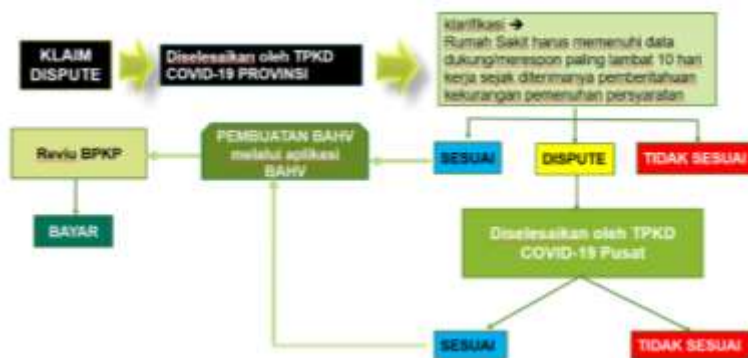 KLAIM
DISPUTE
Diselesaikan oleh TPKD
COVID-19 PROVINSI
klarifikasi ➔
Rumah Sakit harus memenuhi data
dukung/merespon paling lambat 10 hari
kerja sejak diterimanya pemberitahuan
kekurangan pemenuhan persyaratan
Reviu BPKP
PEMBUATAN BAHV
melalui aplikasi
BAHV
SESUAI
DISPUTE
TIDAK SESUAI
BAYAR
Diselesaikan oleh TPKD
COVID-19 Pusat
SESUAI
TIDAK SESUAI